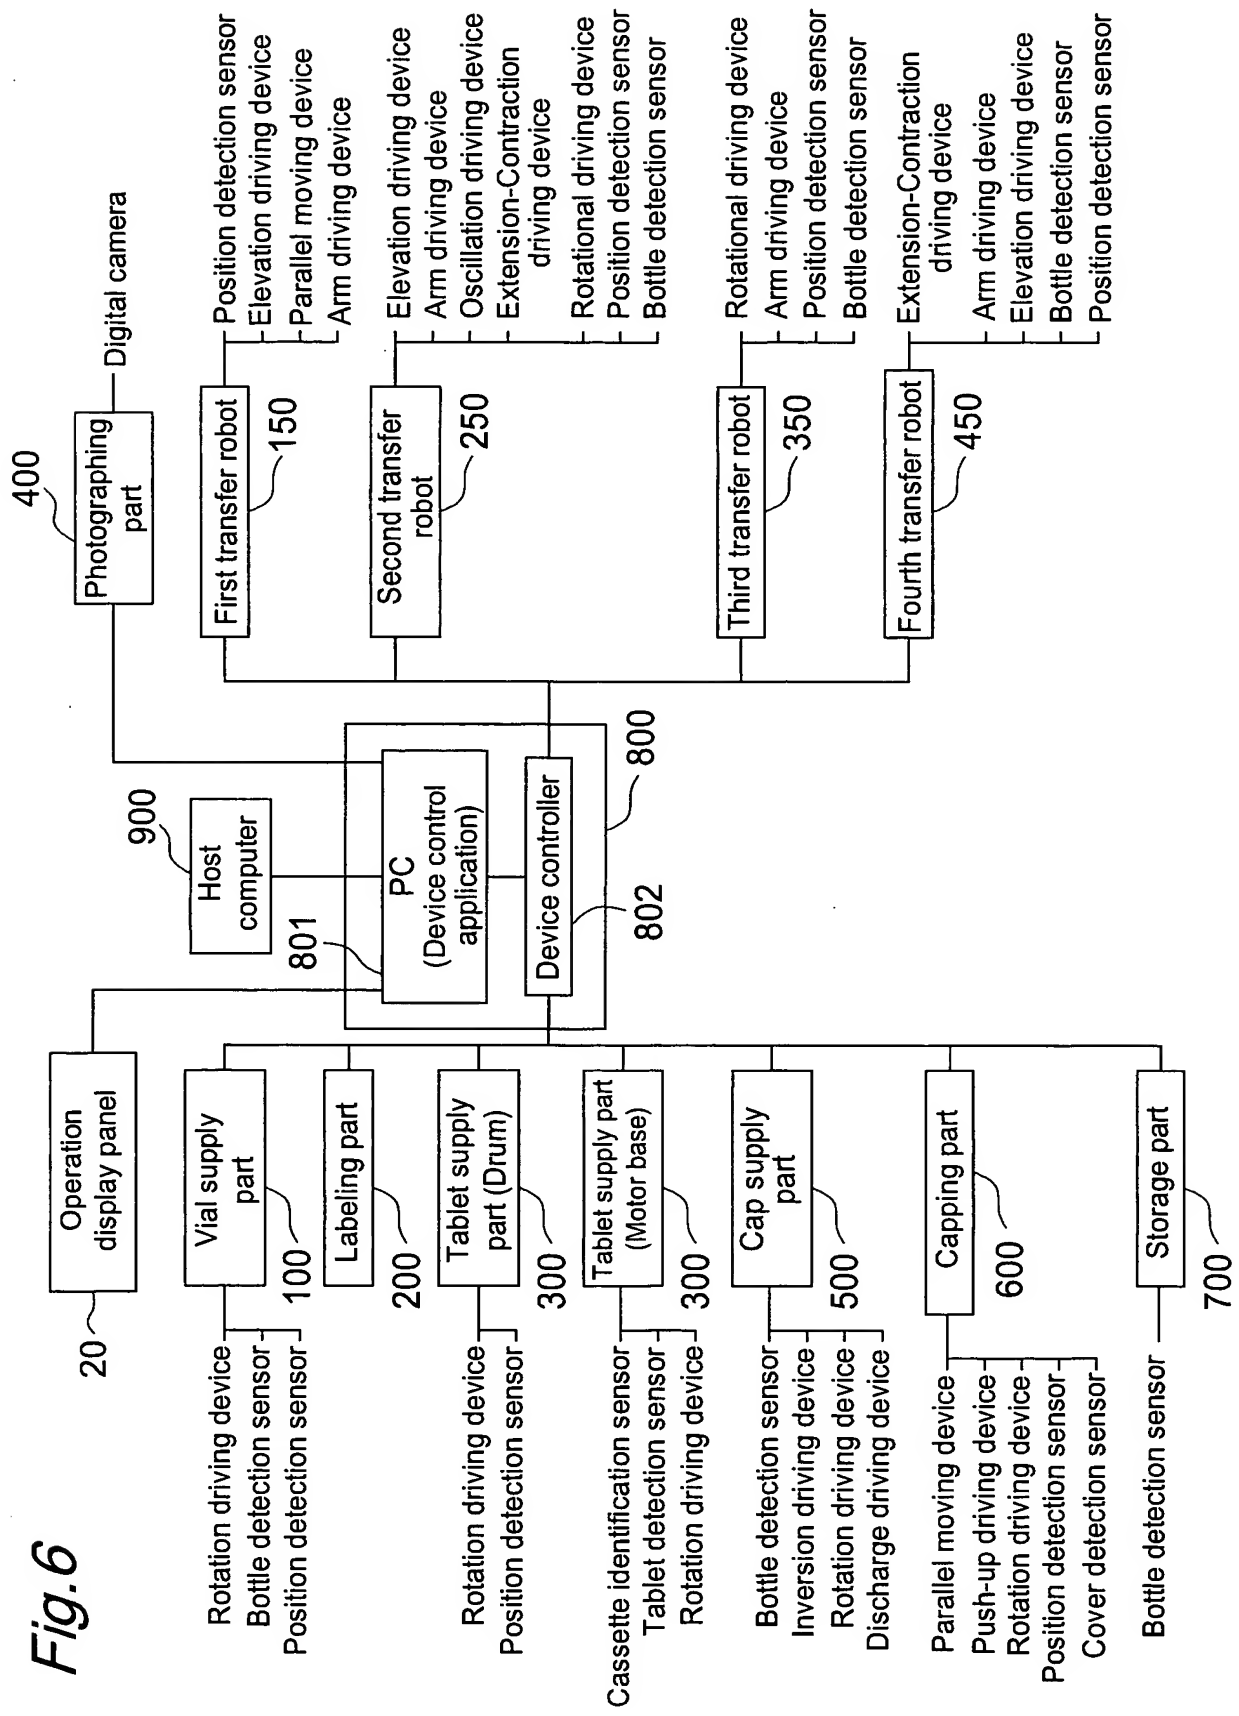 Fig.6
20
Operation
display panel
900
Host
computer
400
Photographing
part
Digital camera
801
PC
(Device control
application)
Device controller
802
800
Rotation driving device
Bottle detection sensor
Position detection sensor
Vial supply
part
100
Labeling part
200
Rotation driving device
Position detection sensor
Tablet supply
part (Drum)
300
Cassette identification sensor
Tablet detection sensor
Rotation driving device
Tablet supply part
(Motor base)
300
Bottle detection sensor
Inversion driving device
Rotation driving device
Discharge driving device
Cap supply
part
500
Parallel moving device
Push-up driving device
Rotation driving device
Position detection sensor
Cover detection sensor
Capping part
600
Bottle detection sensor
Storage part
700
First transfer robot
150
Position detection sensor
Elevation driving device
Parallel moving device
Arm driving device
Second transfer
robot
250
Elevation driving device
Arm driving device
Oscillation driving device
Extension-Contraction
driving device
Rotational driving device
Position detection sensor
Bottle detection sensor
Third transfer robot
350
Rotational driving device
Arm driving device
Position detection sensor
Bottle detection sensor
Fourth transfer robot
450
Extension-Contraction
driving device
Arm driving device
Elevation driving device
Bottle detection sensor
Position detection sensor